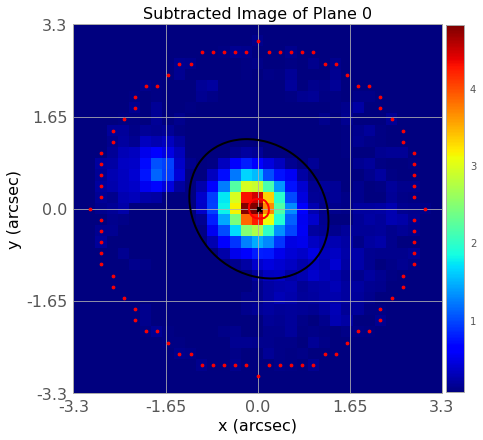 Subtracted Image of Plane 0
3.3
1.65
0.0
-1.65
-3.3
y (arcsec)
-3.3 -1.65 0.0 1.65 3.3
x (arcsec)
4
3
2
1